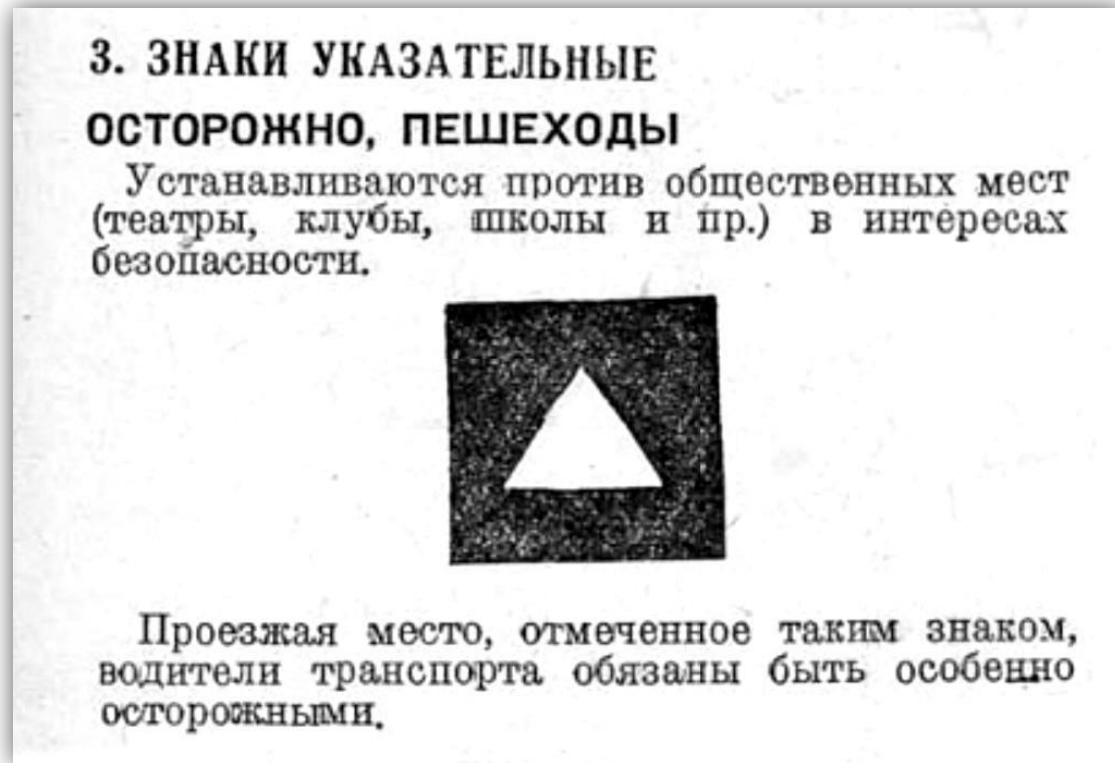 3. ЗНАКИ УКАЗАТЕЛЬНЫЕ
ОСТОРОЖНО, ПЕШЕХОДЫ
Устанавливаются против общественных мест
(театры, клубы, школы и пр.) в интересах
безопасности.
Проезжая место, отмеченное таким знаком,
водители транспорта обязаны быть особенно
осторожными.